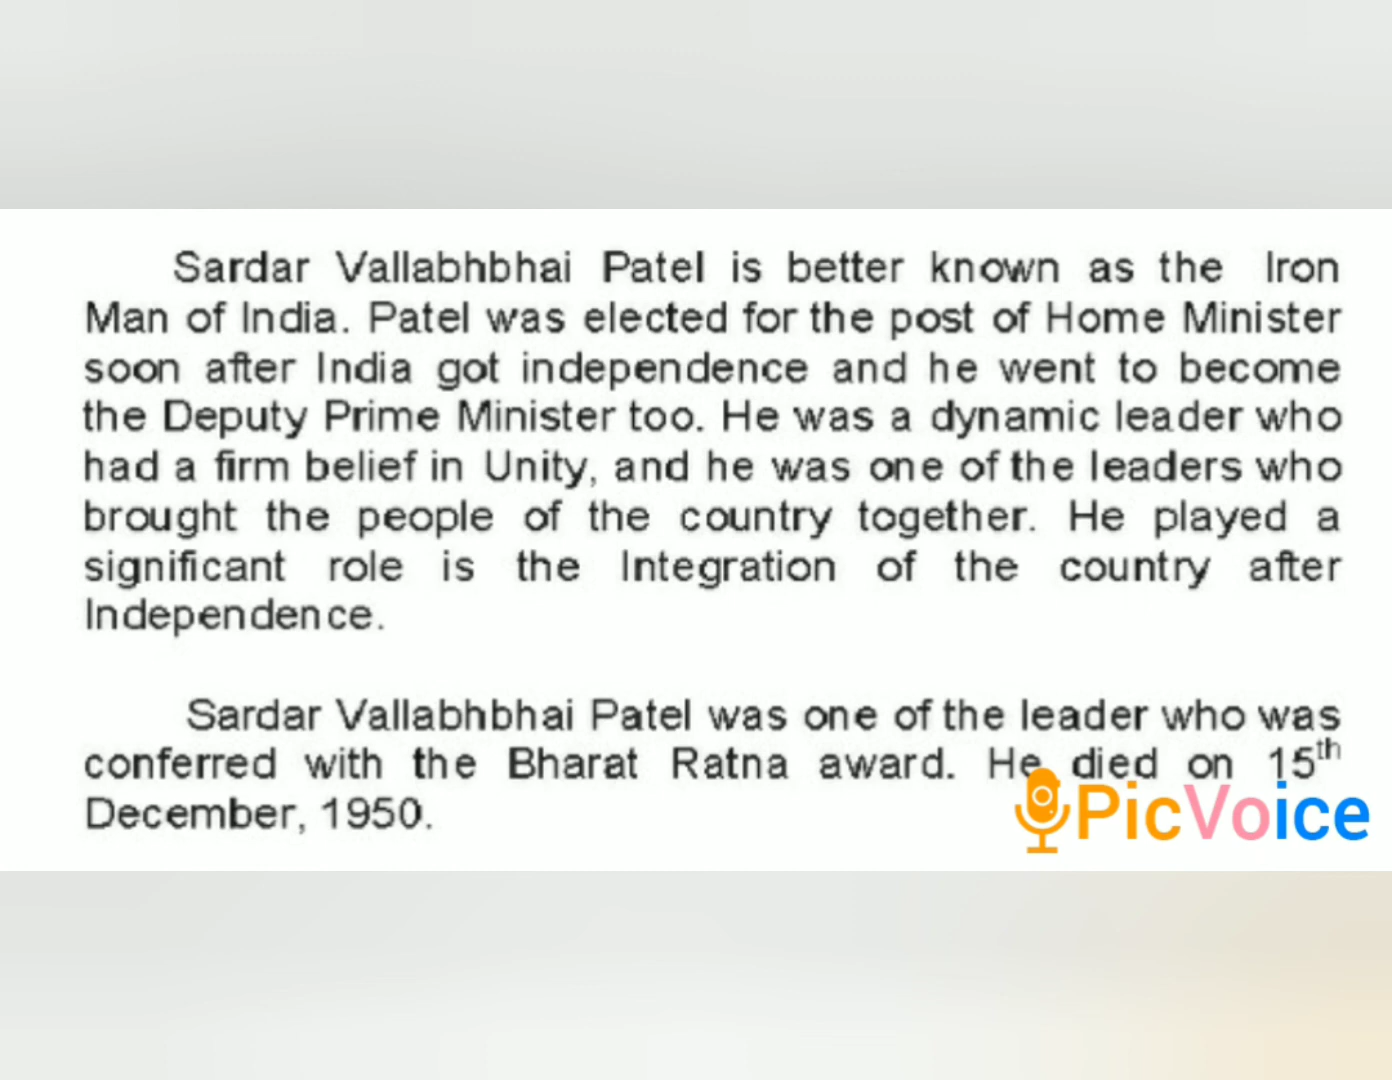 Sardar Vallabhbhai Patel is better known as the Iron
Man of India. Patel was elected for the post of Home Minister
soon after India got independence and he went to become
the Deputy Prime Minister too. He was a dynamic leader who
had a firm belief in Unity, and he was one of the leaders who
brought the people of the country together. He played a
significant role is the Integration of the country after
Independence.
Sardar Vallabhbhai Patel was one of the leader who was
conferred with the Bharat Ratna award. He died on 15th
December, 1950.
PicVoice